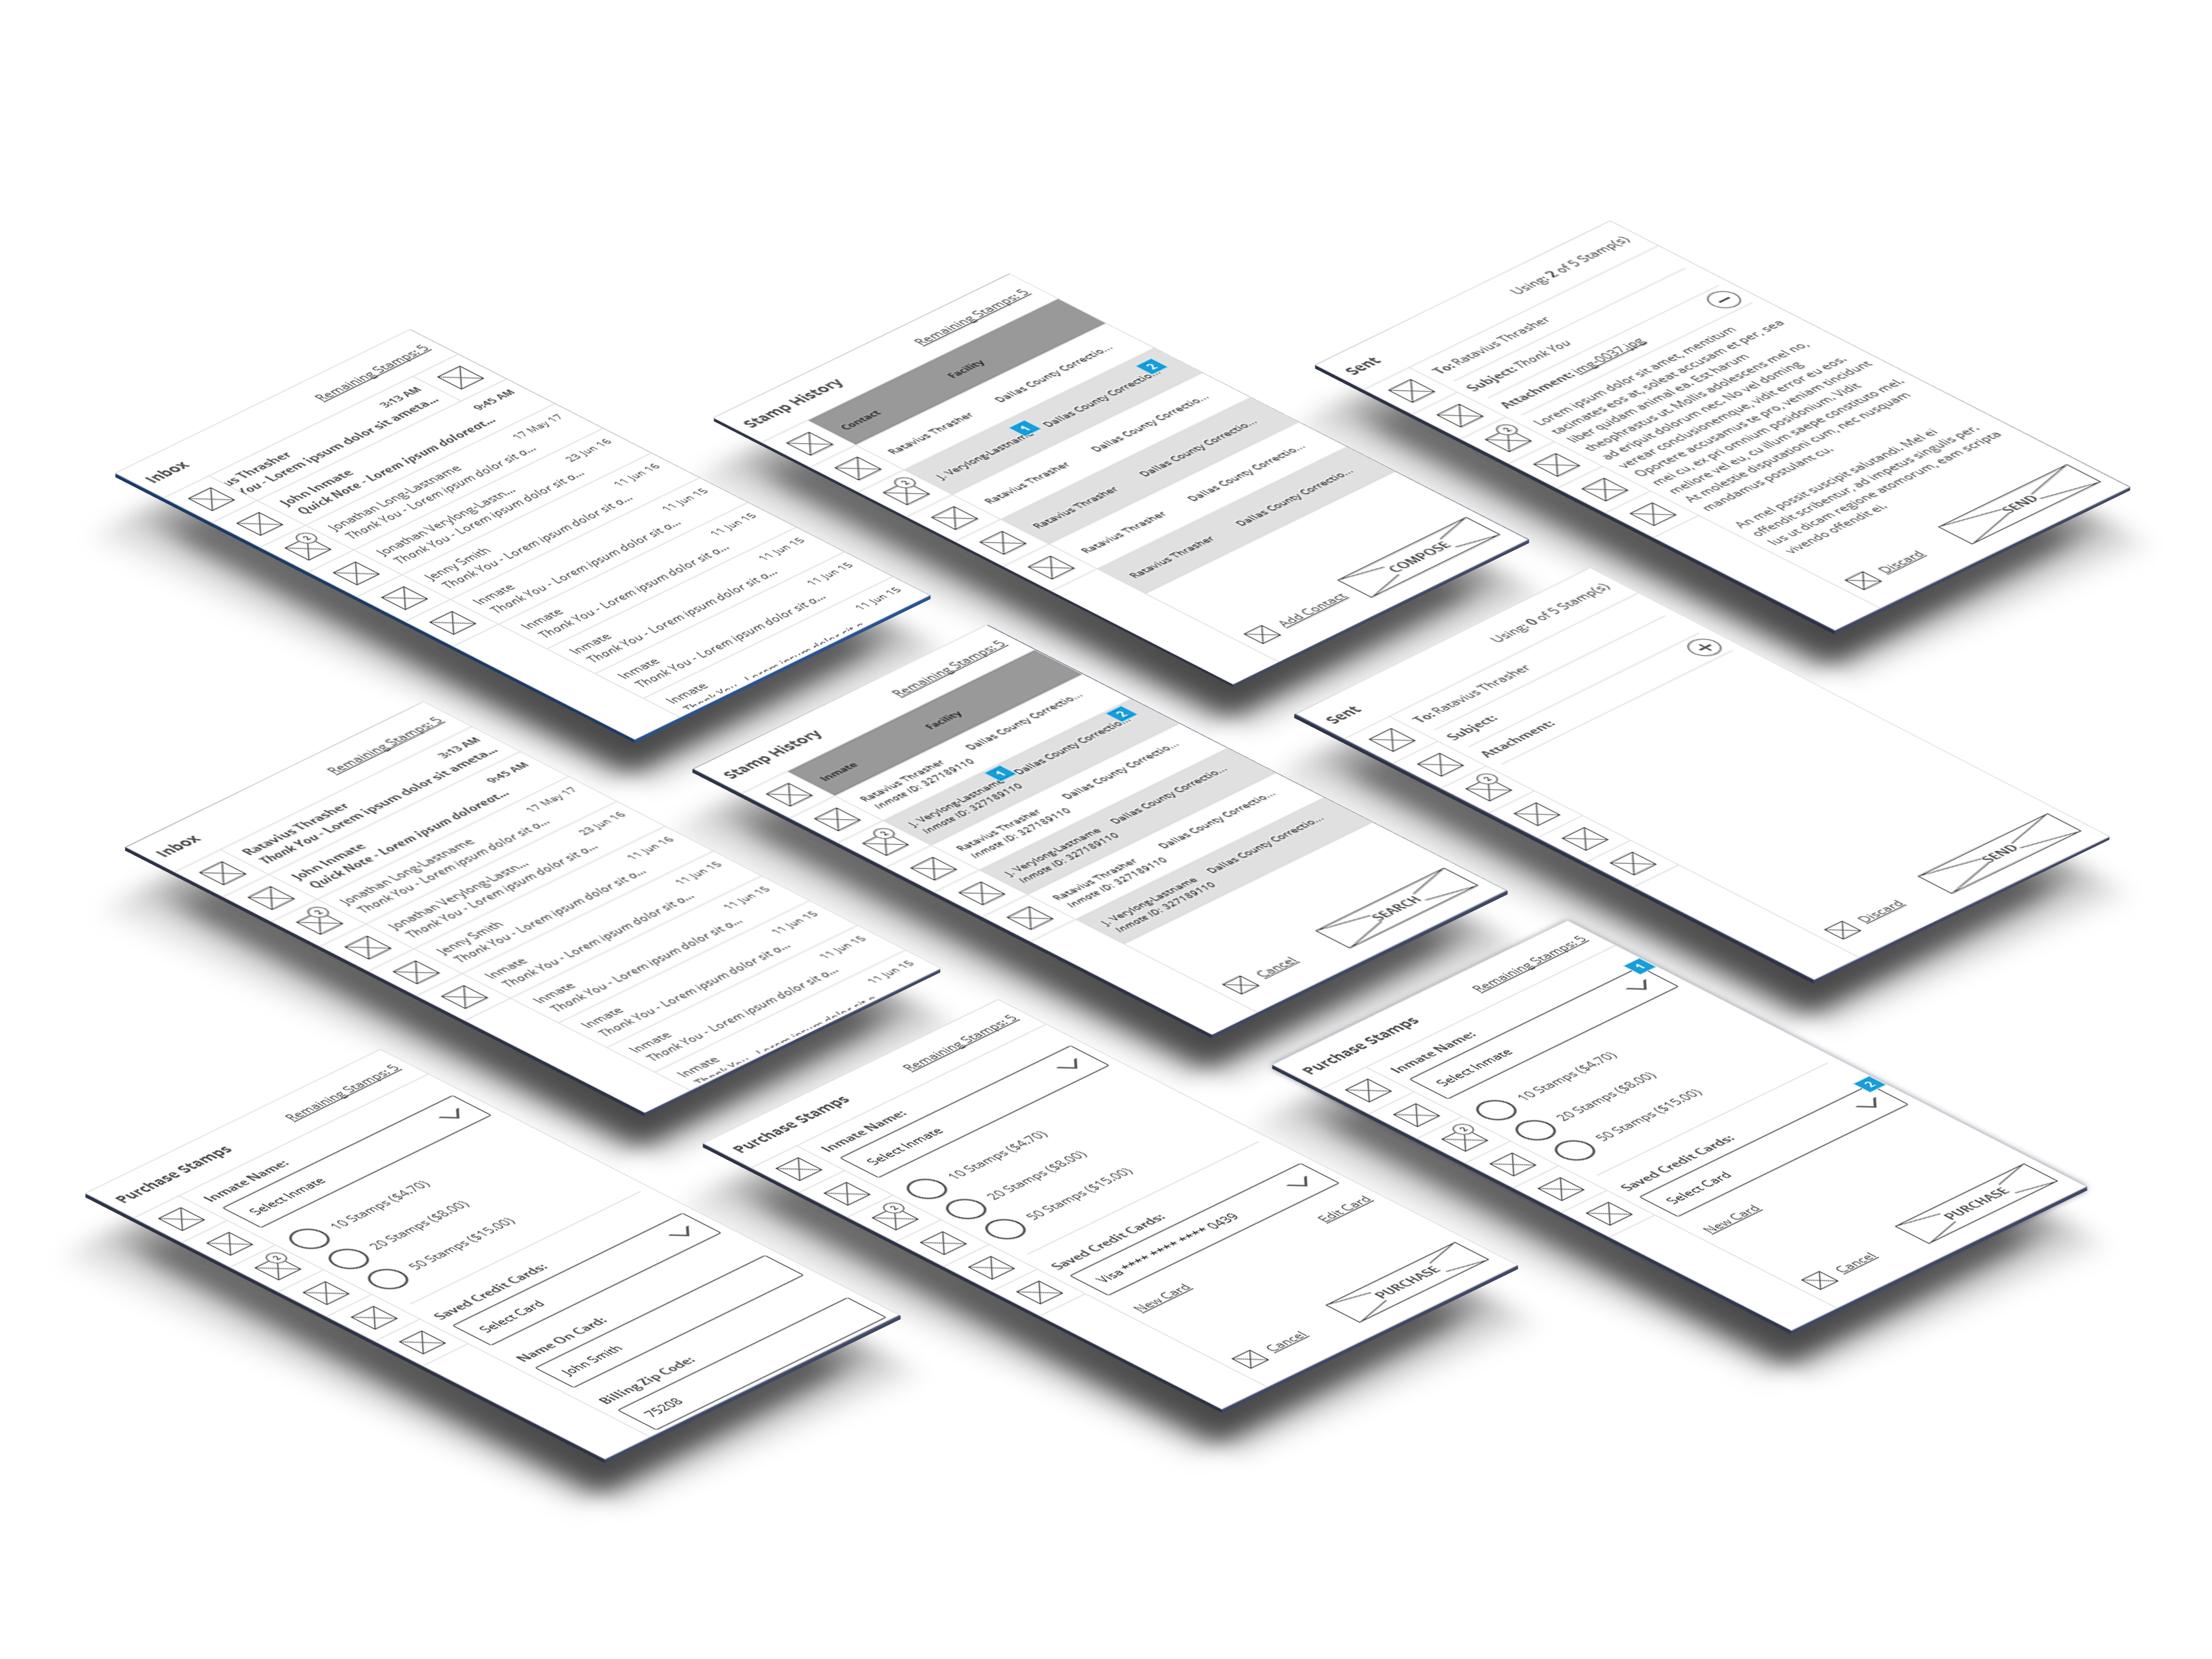 Inbox
Remaining Stamps: 5
us Thrasher
3:13 AM
You - Lorem ipsum dolor sit ameta...
John Inmate
9:45 AM
Quick Note - Lorem ipsum doloreat...
Jonathan Long-Lastname
17 May 17
Thank You - Lorem ipsum dolor sit a...
Jonathan Verylong-Lastn...
23 Jun 16
Thank You - Lorem ipsum dolor sit a...
Jenny Smith
11 Jun 16
Thank You - Lorem ipsum dolor sit a...
Inmate
11 Jun 15
Thank You - Lorem ipsum dolor sit a...
Inmate
11 Jun 15
Thank You - Lorem ipsum dolor sit a...
Inmate
11 Jun 15
Thank You - Lorem ipsum dolor sit a...
Inmate
11 Jun 15
Thank You - Lorem ipsum dolor sit a...
Inmate
11 Jun 15
2
Stamp History
Remaining Stamps: 5
Contact
Facility
Ratavius Thrasher
Dallas County Correctio...
J. Verylong-Lastname
1
Dallas County Correctio...
2
Ratavius Thrasher
Dallas County Correctio...
Ratavius Thrasher
Dallas County Correctio...
Ratavius Thrasher
Dallas County Correctio...
Ratavius Thrasher
Dallas County Correctio...
2
Add Contact
COMPOSE
Sent
Using: 2 of 5 Stamp(s)
To: Ratavius Thrasher
Subject: Thank You
Attachment: img-0037.jpg
Lorem ipsum dolor sit amet, mentitum
tacimates eos at, soleat accusam et per, sea
liber quidam animal ea. Est harum
theophrastus ut. Mollis adolescens mel no,
ad eripit dolorum nec. No vel doming
verear conclusionemque, vidit error eu eos.
Oportere accusamus te pro, veniam tincidunt
mei cu, ex pri omnium posidonium. Vidit
meliore vel eu, cu illum saepe constituto mel.
At molestie disputationi cum, nec nusquam
mandamus postulant cu.
An mel possit suscipit salutandi. Mel ei
offendit scribentur, ad impetus singulis per.
Ius ut dicam regione atomorum, eam scripta
vivendo offendit ei.
2
Discard
SEND
Inbox
Remaining Stamps: 5
Ratavius Thrasher
3:13 AM
Thank You - Lorem ipsum dolor sit ameta...
John Inmate
9:45 AM
Quick Note - Lorem ipsum doloreat...
Jonathan Long-Lastname
17 May 17
Thank You - Lorem ipsum dolor sit a...
Jonathan Verylong-Lastn...
23 Jun 16
Thank You - Lorem ipsum dolor sit a...
Jenny Smith
11 Jun 16
Thank You - Lorem ipsum dolor sit a...
Inmate
11 Jun 15
Thank You - Lorem ipsum dolor sit a...
Inmate
11 Jun 15
Thank You - Lorem ipsum dolor sit a...
Inmate
11 Jun 15
Thank You - Lorem ipsum dolor sit a...
Inmate
11 Jun 15
Thank You - Lorem ipsum dolor sit a...
Inmate
11 Jun 15
2
Stamp History
Remaining Stamps: 5
Inmate
Facility
Ratavius Thrasher
Dallas County Correctio...
Inmate ID: 327189110
J. Verylong-Lastname
1
Dallas County Correctio...
2
Inmate ID: 327189110
Ratavius Thrasher
Dallas County Correctio...
Inmate ID: 327189110
J. Verylong-Lastname
Dallas County Correctio...
Inmate ID: 327189110
Ratavius Thrasher
Dallas County Correctio...
Inmate ID: 327189110
J. Verylong-Lastname
Dallas County Correctio...
Inmate ID: 327189110
2
Cancel
SEARCH
Sent
Using: 0 of 5 Stamp(s)
To: Ratavius Thrasher
Subject:
Attachment:
2
Discard
SEND
Purchase Stamps
Remaining Stamps: 5
Inmate Name:
Select Inmate
10 Stamps ($4.70)
20 Stamps ($8.00)
50 Stamps ($15.00)
Saved Credit Cards:
Select Card
Name On Card:
John Smith
Billing Zip Code:
75208
2
Purchase Stamps
Remaining Stamps: 5
Inmate Name:
Select Inmate
10 Stamps ($4.70)
20 Stamps ($8.00)
50 Stamps ($15.00)
Saved Credit Cards:
Visa **** **** **** 0439
New Card
Edit Card
2
Cancel
PURCHASE
Purchase Stamps
Remaining Stamps: 5
1
Inmate Name:
Select Inmate
10 Stamps ($4.70)
20 Stamps ($8.00)
50 Stamps ($15.00)
2
Saved Credit Cards:
Select Card
New Card
2
Cancel
PURCHASE